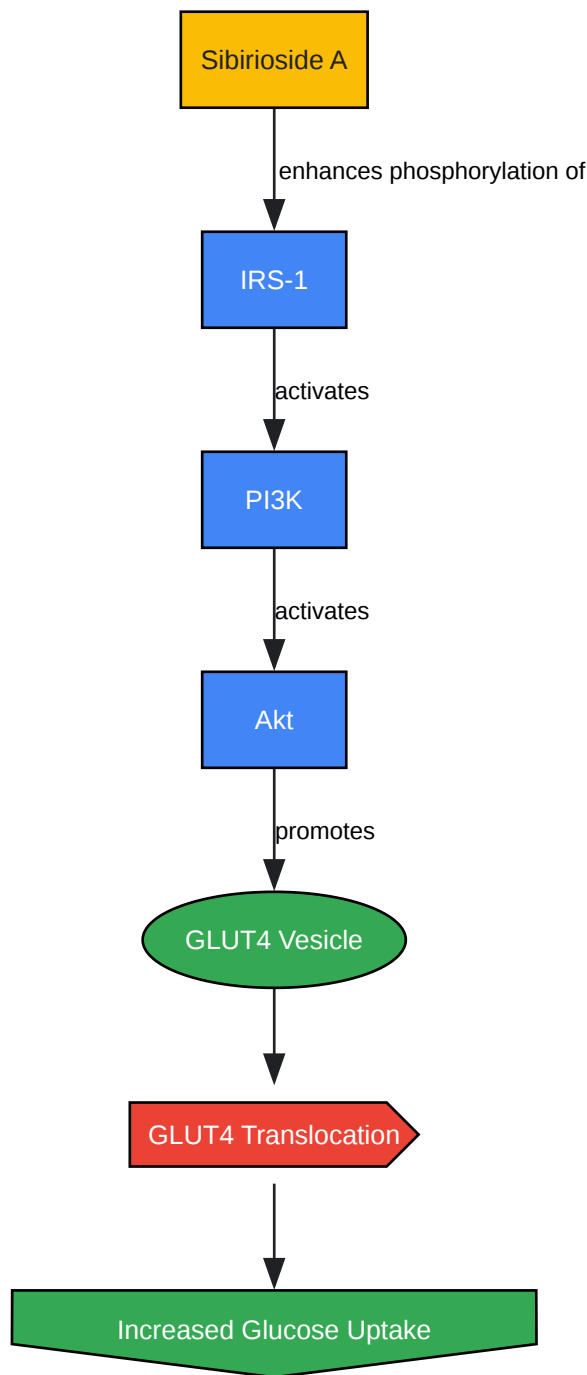 Sibirioside A
enhances phosphorylation of
IRS-1
activates
PI3K
activates
Akt
promotes
GLUT4 Vesicle
GLUT4 Translocation
Increased Glucose Uptake